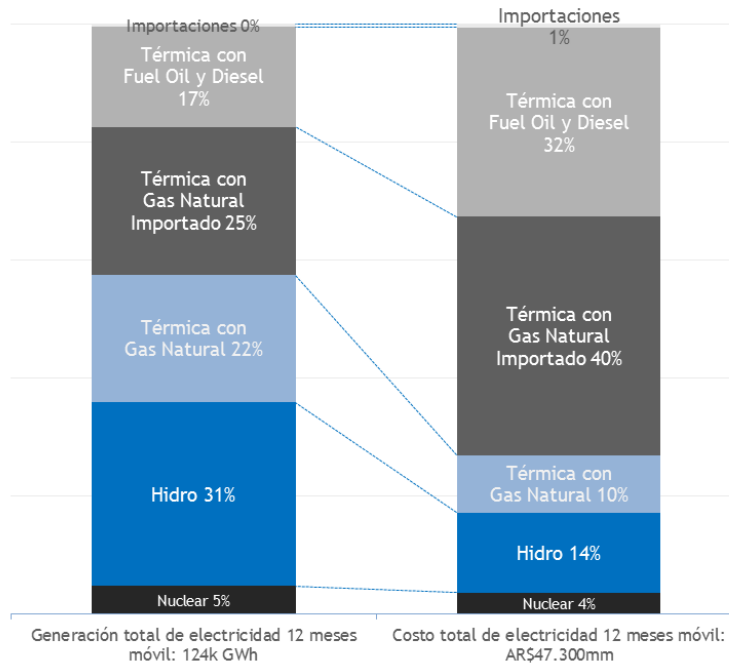 Importaciones 0%
Térmica con
Fuel Oil y Diesel
17%
Térmica con
Gas Natural
Importado 25%
Térmica con
Gas Natural 22%
Hidro 31%
Nuclear 5%
Generación total de electricidad 12 meses
móvil: 124k GWh
Importaciones
1%
Térmica con
Fuel Oil y Diesel
32%
Térmica con
Gas Natural
Importado 40%
Térmica con
Gas Natural 10%
Hidro 14%
Nuclear 4%
Costo total de electricidad 12 meses móvil:
AR$47.300mm